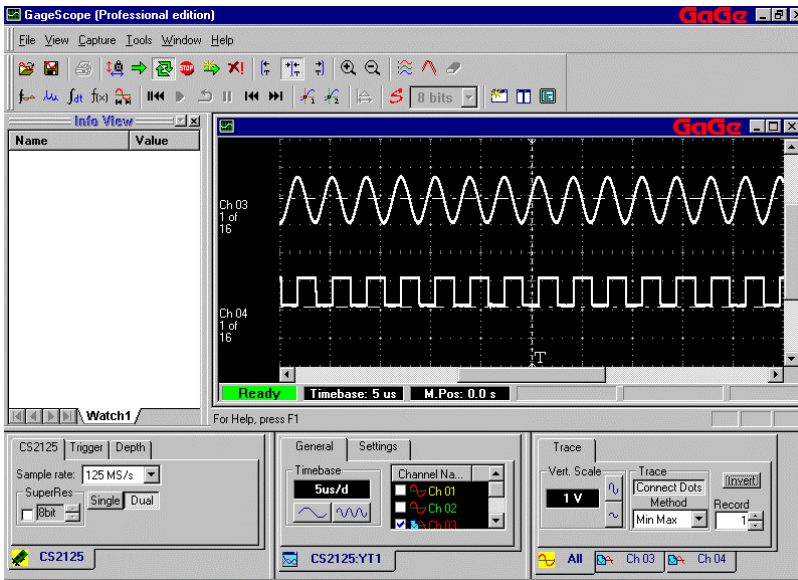 GageScope (Professional edition)
GaGe
File View Capture Tools Window Help
8 bits
Info View
Name Value
GaGe
Ch 03
1 of
16
Ch 04
1 of
16
T
Ready Timebase: 5 us M.Pos: 0.0 s
Watch1
For Help, press F1
CS2125 Trigger Depth
Sample rate: 125 MS/s
SuperRes
8bit
Single Dual
CS2125
General Settings
Timebase
5us/d
Channel Na...
Ch 01
Ch 02
Ch 03
CS2125:YT1
Trace
Vert. Scale
1 V
Trace
Connect Dots
Method
Min Max
Invert
Record
1
All Ch 03 Ch 04